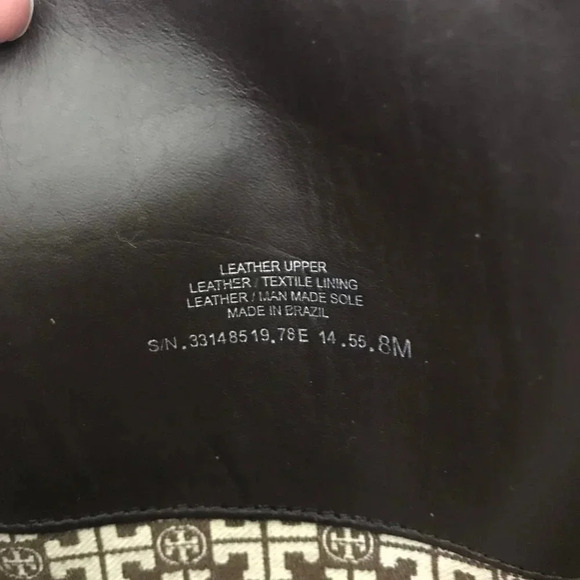 LEATHER UPPER
LEATHER / TEXTILE LINING
LEATHER / MAN MADE SOLE
MADE IN BRAZIL
S/N.33148519.78E 14.55.8M